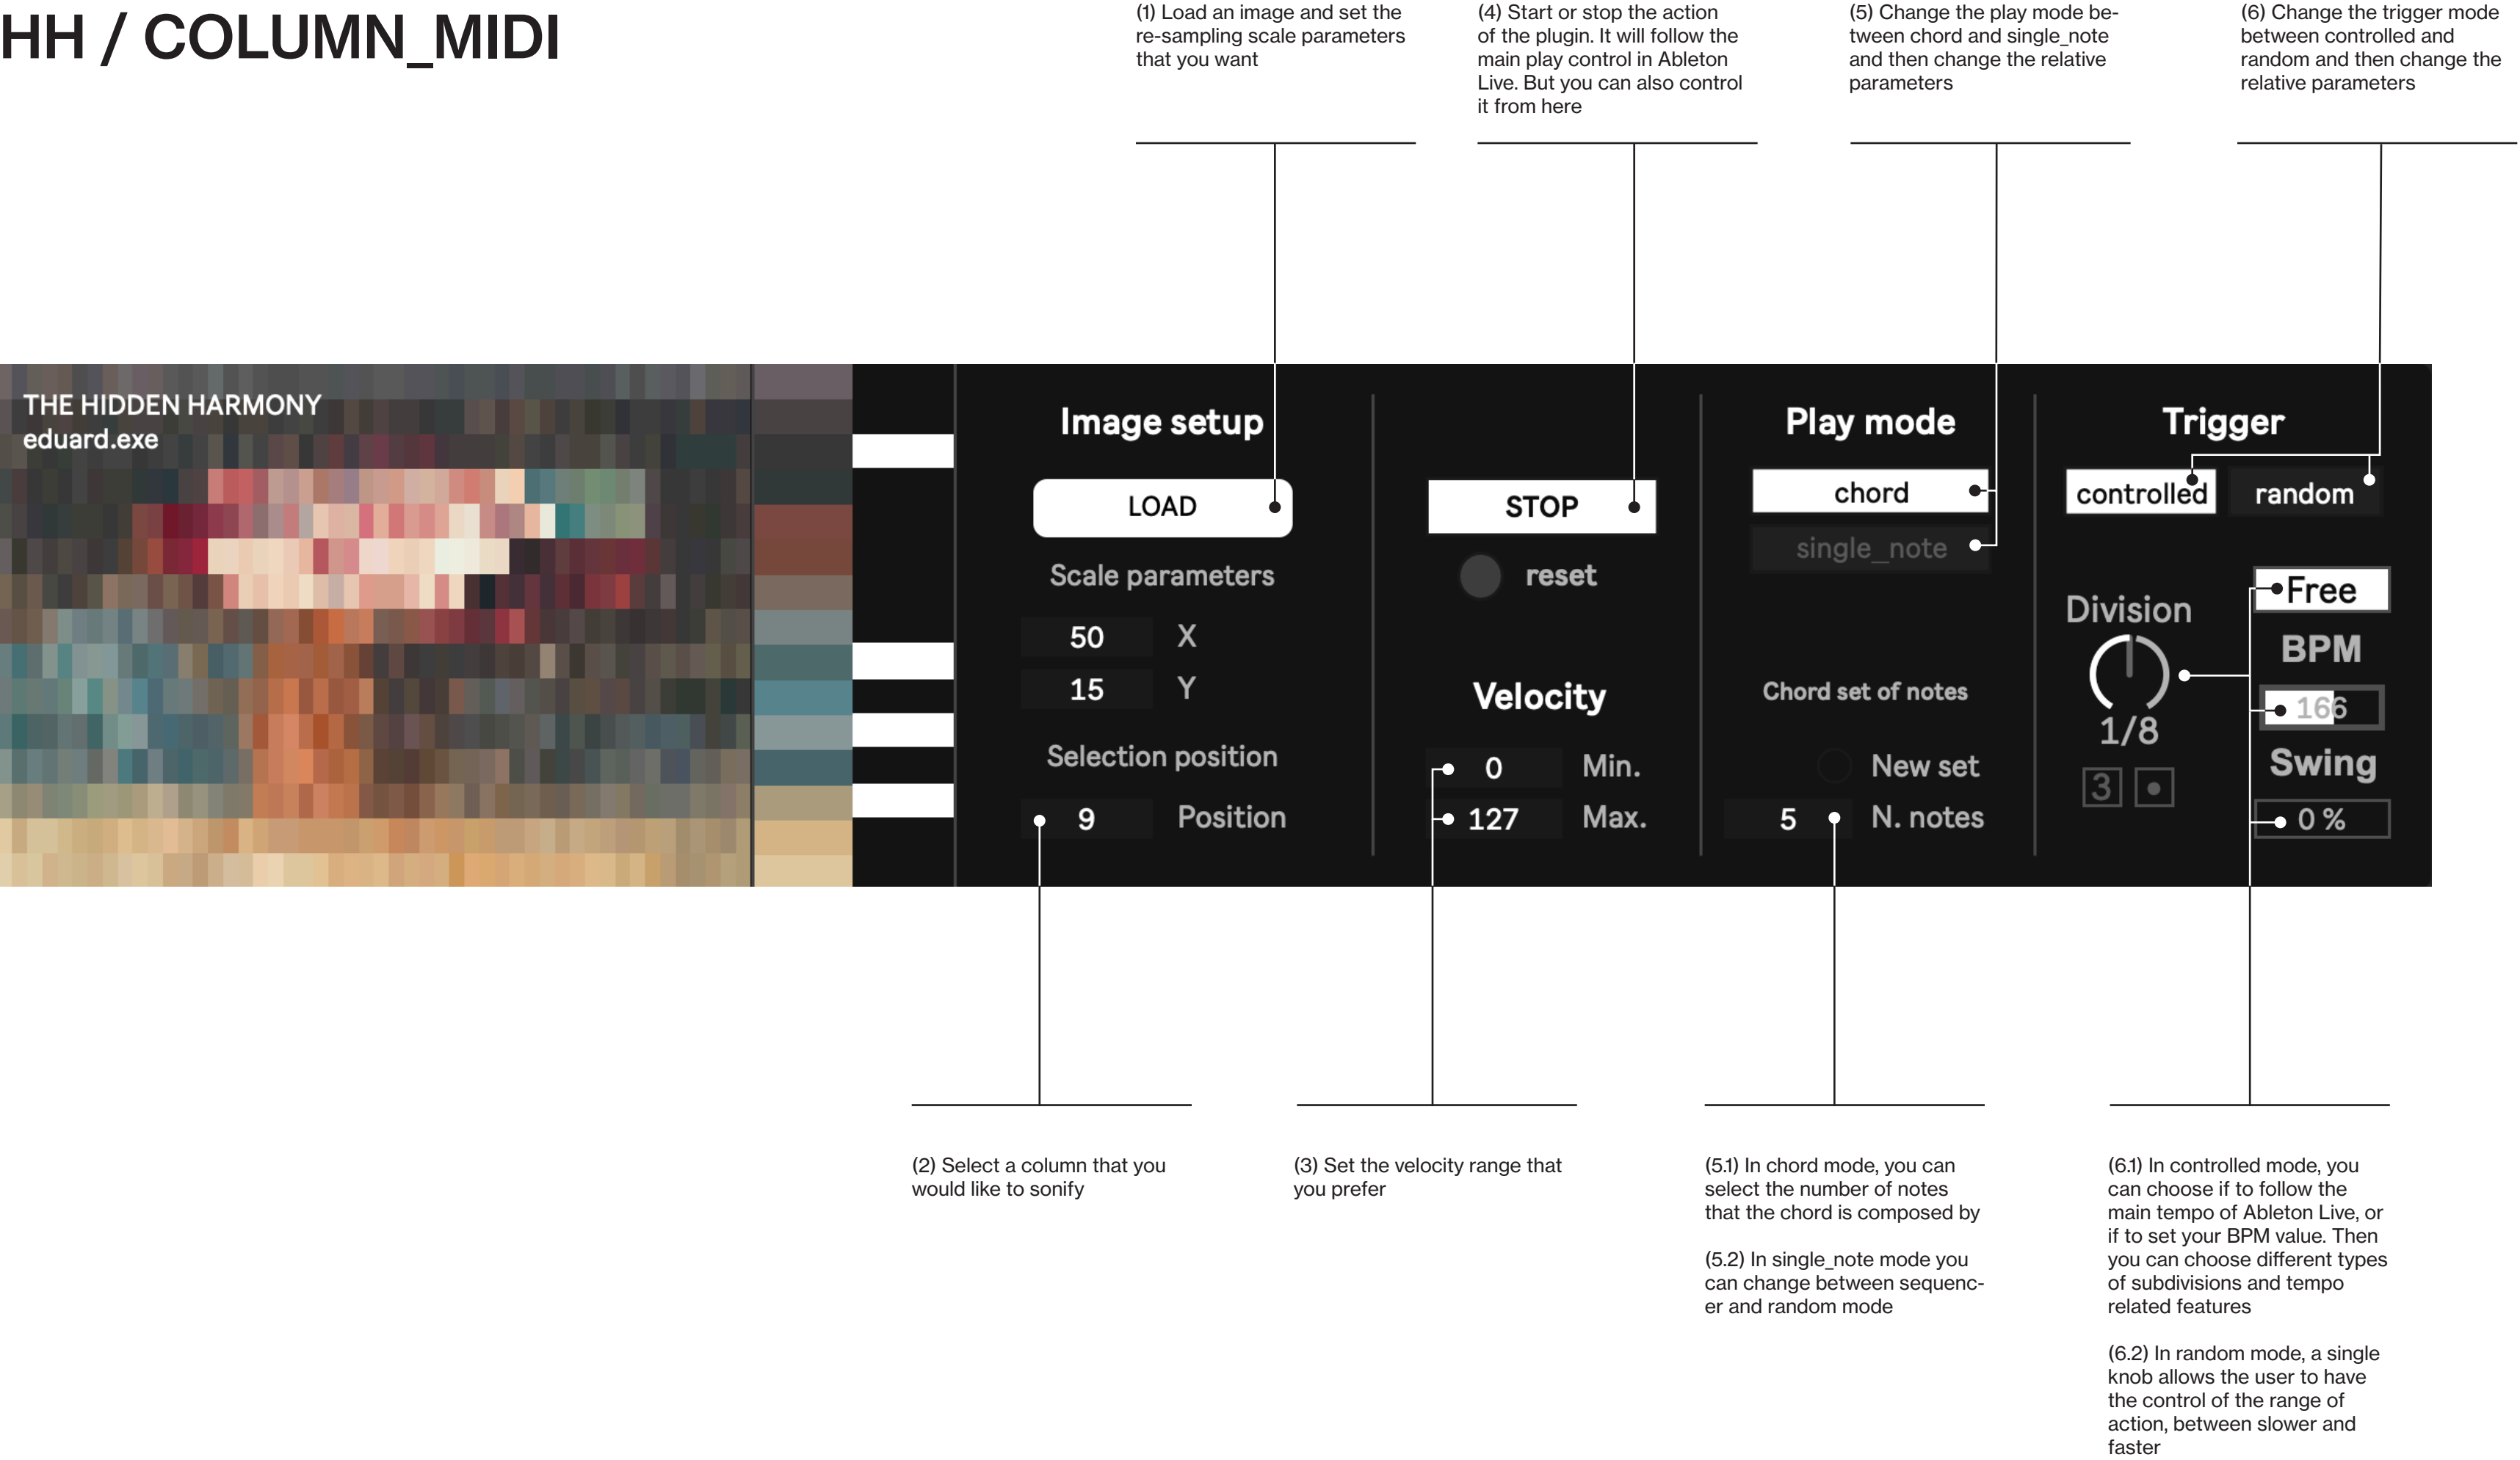 HH / COLUMN_MIDI
(1) Load an image and set the
re-sampling scale parameters
that you want
(4) Start or stop the action
of the plugin. It will follow the
main play control in Ableton
Live. But you can also control
it from here
(5) Change the play mode be-
tween chord and single_note
and then change the relative
parameters
(6) Change the trigger mode
between controlled and
random and then change the
relative parameters
THE HIDDEN HARMONY
eduard.exe
Image setup
LOAD
Scale parameters
50 X
15 Y
Selection position
9 Position
STOP
reset
Velocity
0 Min.
127 Max.
Play mode
chord
single_note
Chord set of notes
New set
5 N. notes
Trigger
controlled random
Division
1/8
3
Free
BPM
166
Swing
0 %
(2) Select a column that you
would like to sonify
(3) Set the velocity range that
you prefer
(5.1) In chord mode, you can
select the number of notes
that the chord is composed by
(5.2) In single_note mode you
can change between sequenc-
er and random mode
(6.1) In controlled mode, you
can choose if to follow the
main tempo of Ableton Live, or
if to set your BPM value. Then
you can choose different types
of subdivisions and tempo
related features
(6.2) In random mode, a single
knob allows the user to have
the control of the range of
action, between slower and
faster